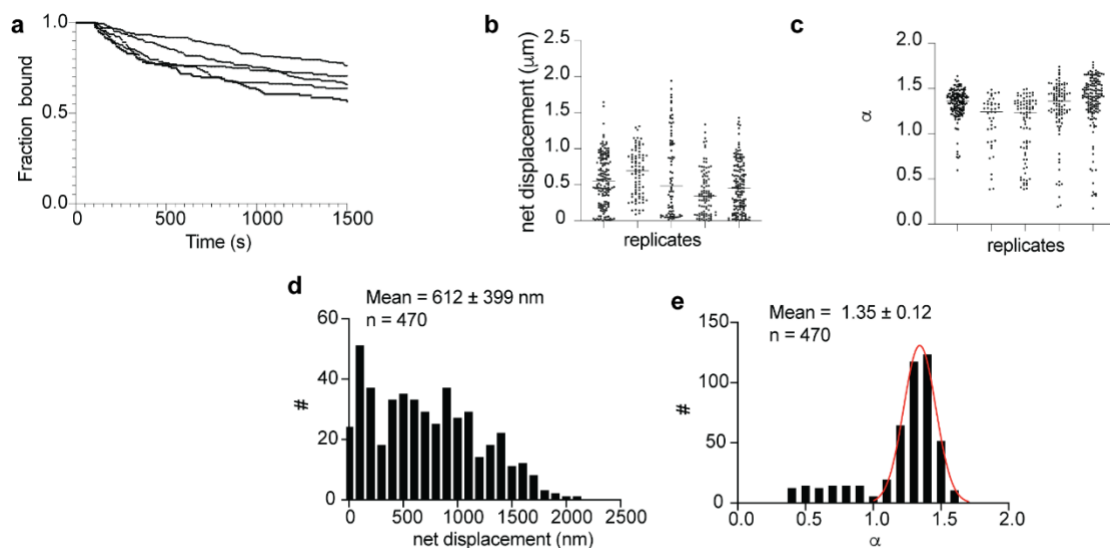 a
1.0
0.0
Fraction bound
500
1000
1500
Time (s)
b
net displacement (μm)
2.5
2.0
1.5
1.0
0.5
0
replicates
c
α
2.0
1.5
1.0
0.5
0.0
replicates
d
Mean = 612 ± 399 nm
n = 470
#
60
40
20
0
0
500
1000
1500
2000
2500
net displacement (nm)
e
Mean = 1.35 ± 0.12
n = 470
#
150
100
50
0
0.0
0.5
1.0
1.5
2.0
α